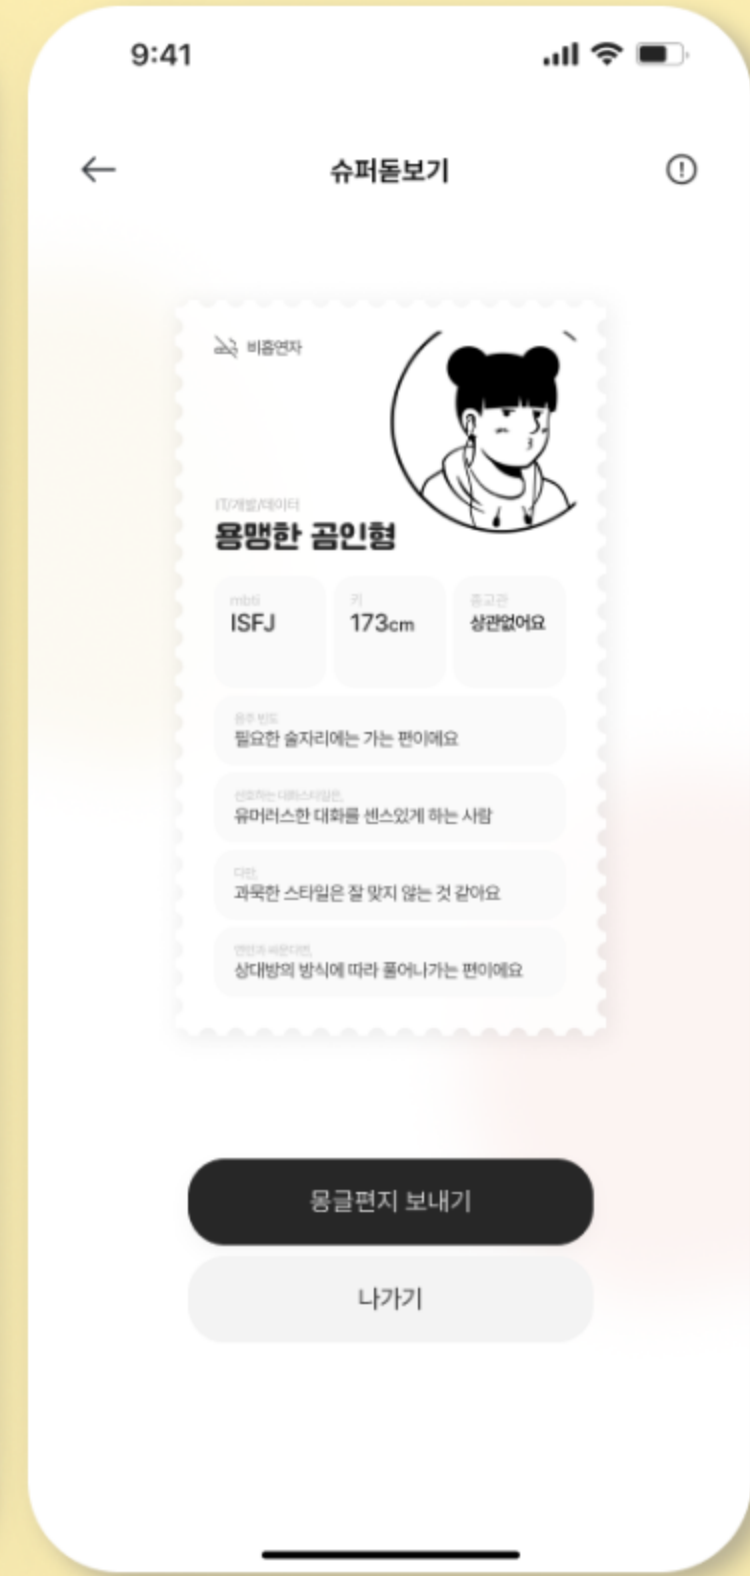 9:41
슈퍼돋보기
비흡연자
IT/개발/데이터
용맹한 곰인형
mbti
ISFJ
키
173cm
종교관
상관없어요
음주 빈도
필요한 술자리에는 가는 편이에요
선호하는 대화스타일은,
유머러스한 대화를 센스있게 하는 사람
다만,
과묵한 스타일은 잘 맞지 않는 것 같아요
연인과 싸운다면,
상대방의 방식에 따라 풀어나가는 편이에요
몽글편지 보내기
나가기